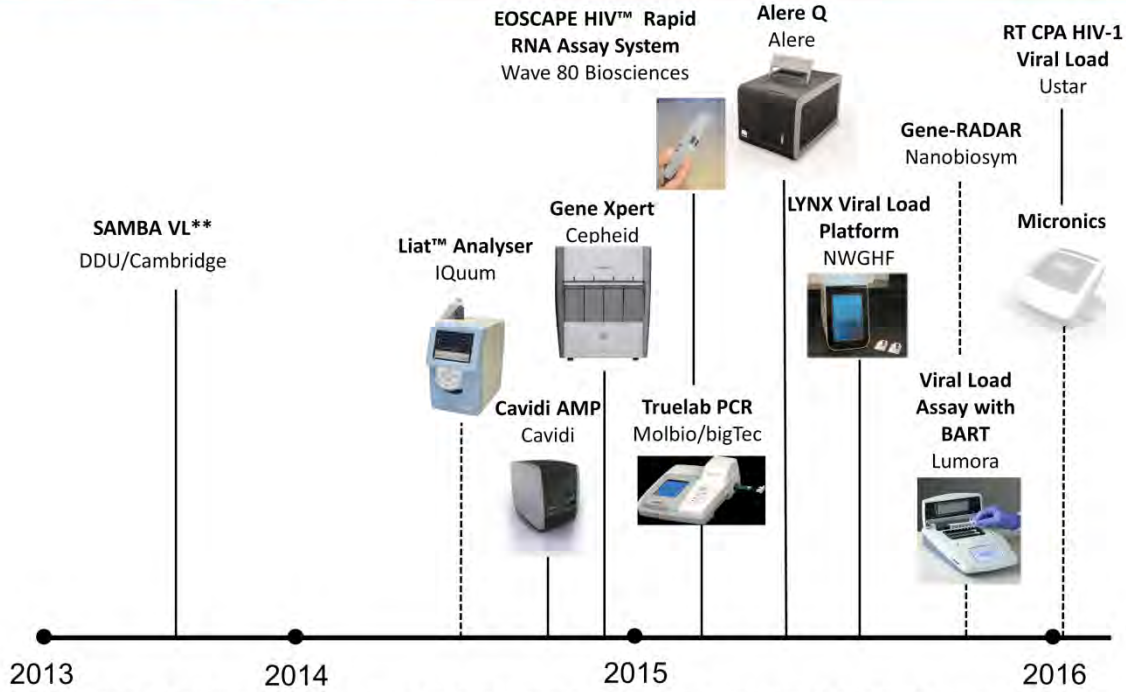 EOSCAPE HIV™ Rapid
RNA Assay System
Wave 80 Biosciences
Alere Q
Alere
RT CPA HIV-1
Viral Load
Ustar
Gene-RADAR
Nanobiosym
SAMBA VL**
DDU/Cambridge
Liat™ Analyser
IQuum
Gene Xpert
Cepheid
LYNX Viral Load
Platform
NWGHF
Micronics
Cavidi AMP
Cavidi
Truelab PCR
Molbio/bigTec
Viral Load
Assay with
BART
Lumora
2013
2014
2015
2016